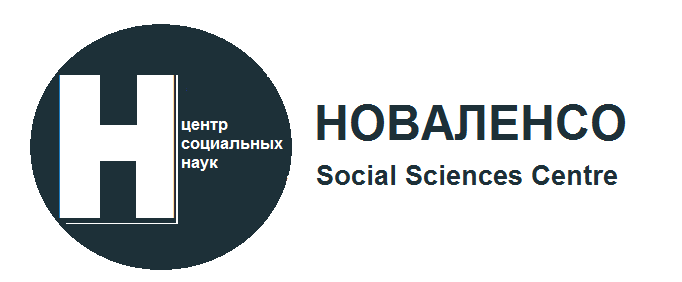 Н
центр
социальных
наук
НОВАЛЕНСО
Social Sciences Centre